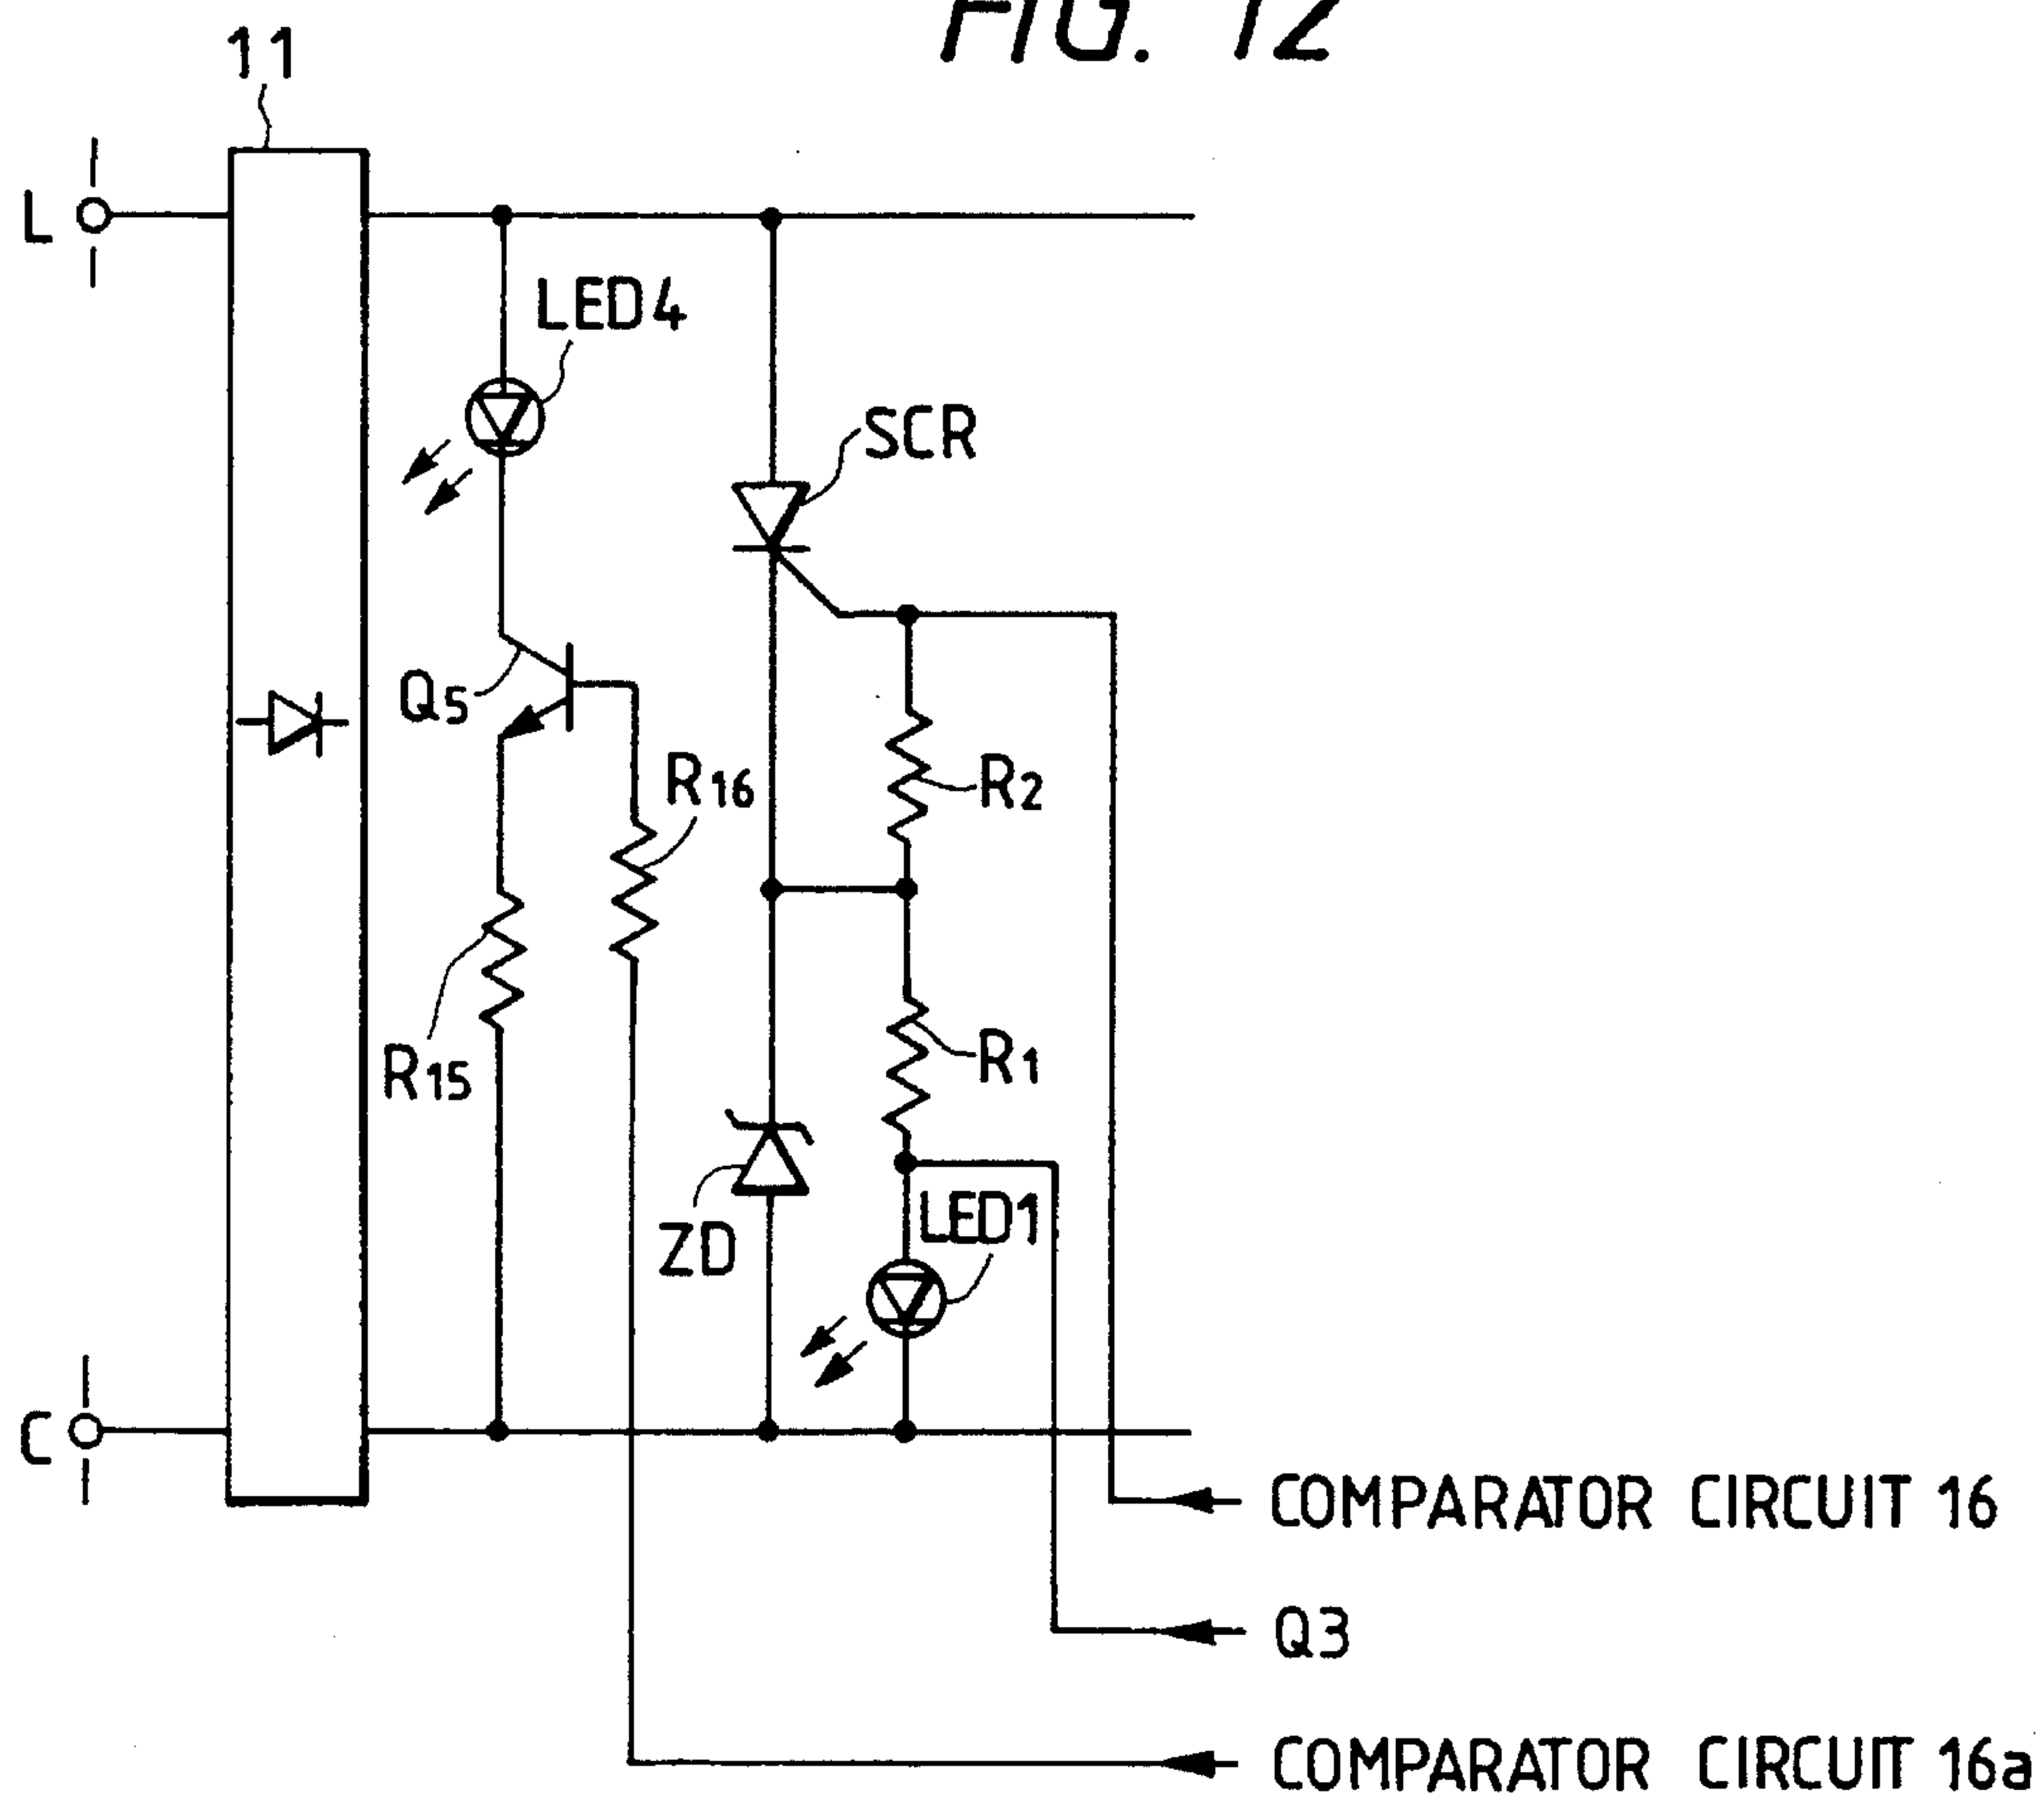 FIG. 12
11
L
LED4
SCR
Q5
R16
R2
R15
R1
ZD
LED1
C
COMPARATOR CIRCUIT 16
Q3
COMPARATOR CIRCUIT 16a